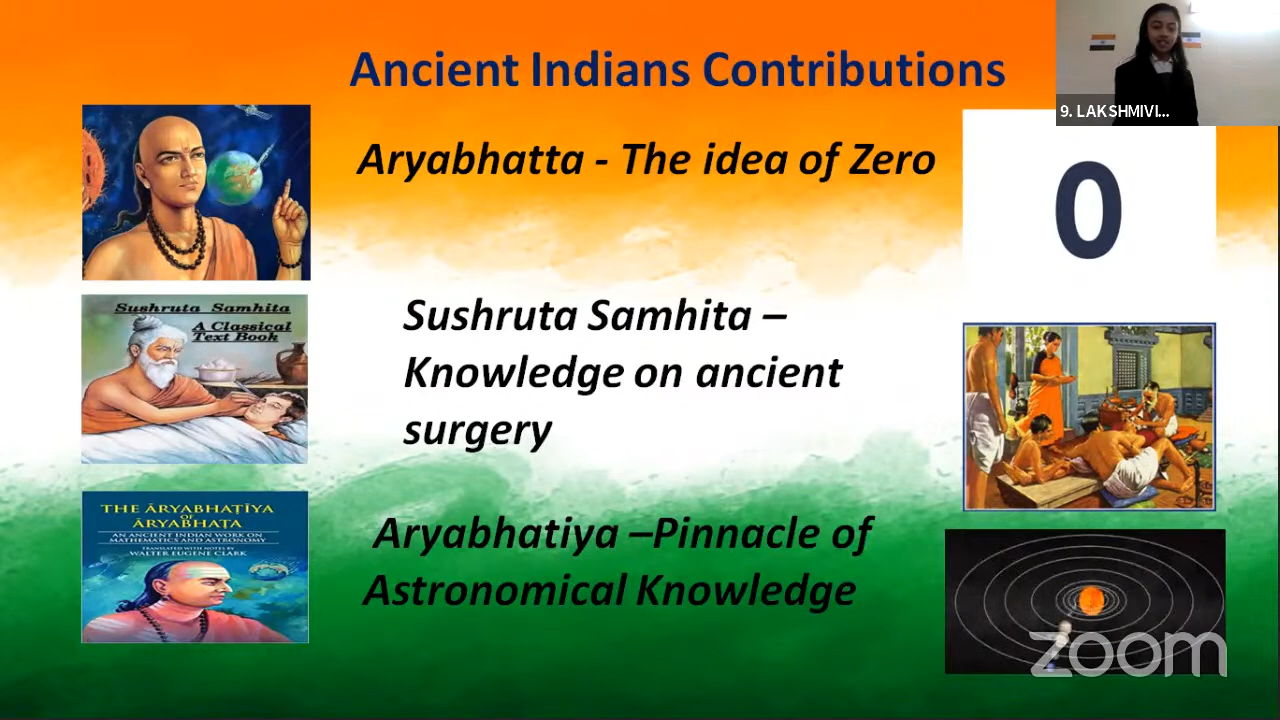 Ancient Indians Contributions
9. LAKSHMIVI...
Aryabhatta - The idea of Zero
0
Sushruta Samhita
A Classical
Text Book
Sushruta Samhita –
Knowledge on ancient
surgery
THE ĀRYABHAṬĪYA
OF
ĀRYABHAṬA
AN ANCIENT INDIAN WORK ON
MATHEMATICS AND ASTRONOMY
TRANSLATED WITH NOTES BY
WALTER EUGENE CLARK
Aryabhatiya –Pinnacle of
Astronomical Knowledge
zoom